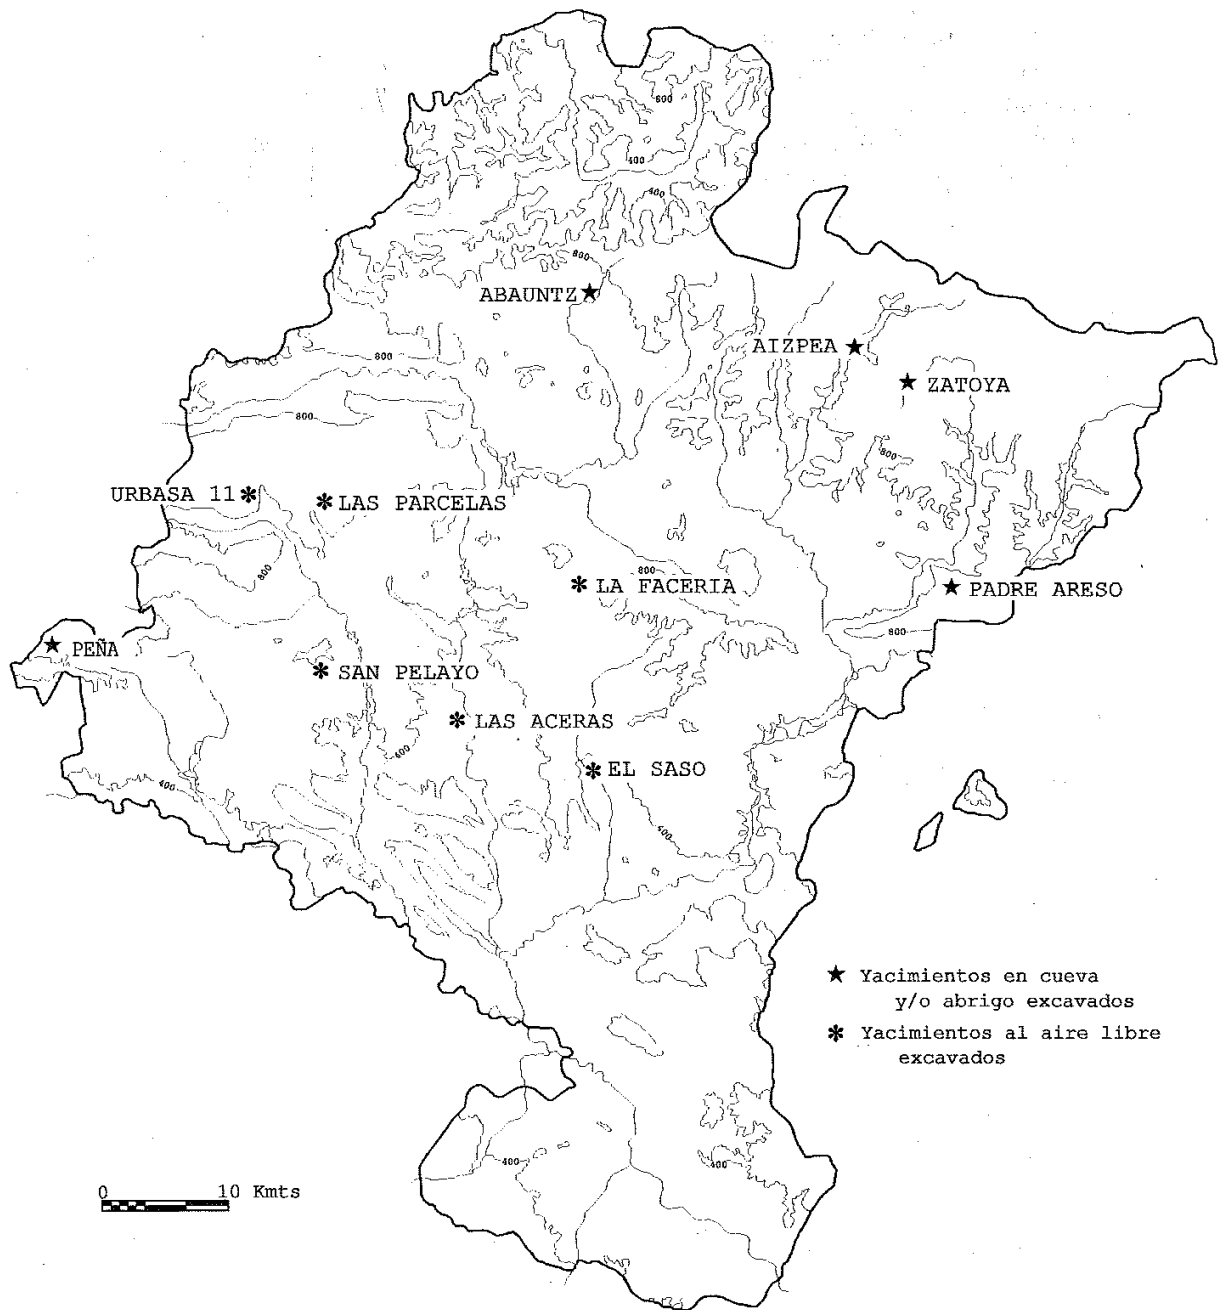 600
400
400
800
ABAUNTZ
AIZPEA
800
ZATOYA
800
800
URBASA 11
LAS PARCELAS
800
800
LA FACERIA
PADRE ARESO
800
PEÑA
SAN PELAYO
LAS ACERAS
400
EL SASO
400
400
Yacimientos en cueva
y/o abrigo excavados
Yacimientos al aire libre
excavados
400
400
0 10 Kmts